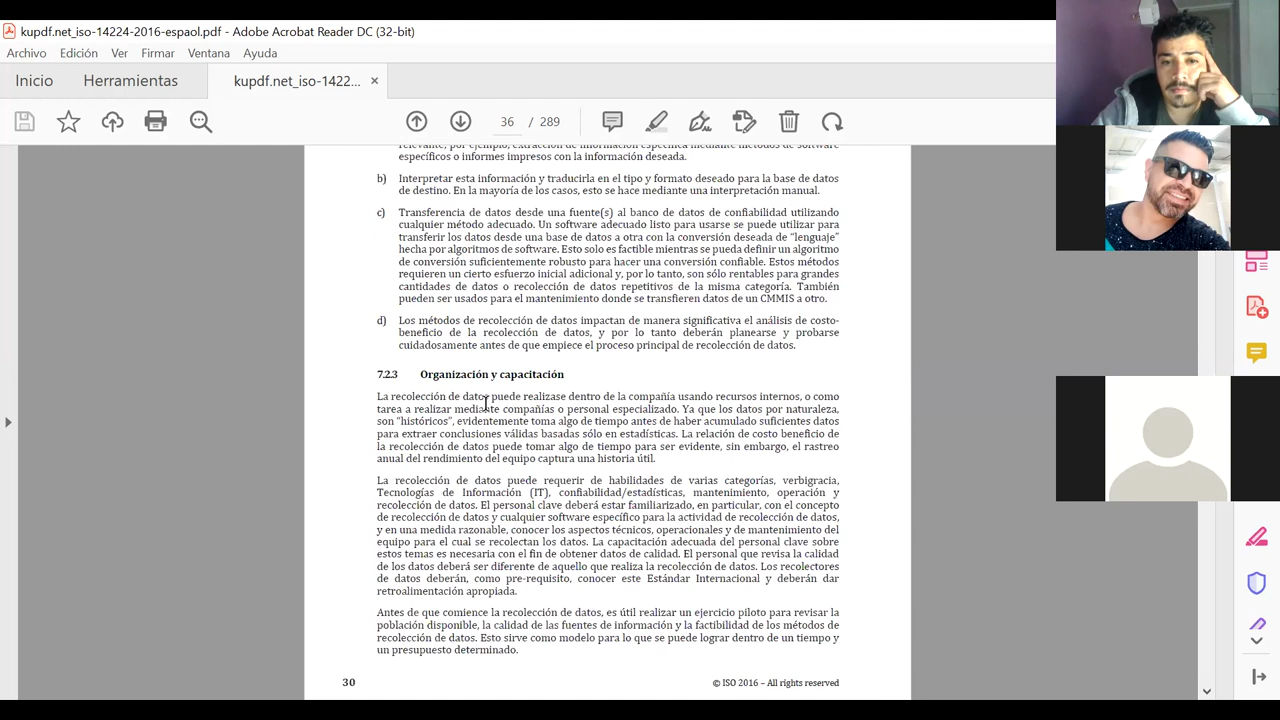 kupdf.net_iso-14224-2016-espaol.pdf - Adobe Acrobat Reader DC (32-bit)
Archivo Edición Ver Firmar Ventana Ayuda
Inicio Herramientas kupdf.net_iso-1422... ×
36 / 289
relevante, por ejemplo, extracción de información específica mediante métodos de software
específicos o informes impresos con la información deseada.
b) Interpretar esta información y traducirla en el tipo y formato deseado para la base de datos
de destino. En la mayoría de los casos, esto se hace mediante una interpretación manual.
c) Transferencia de datos desde una fuente(s) al banco de datos de confiabilidad utilizando
cualquier método adecuado. Un software adecuado listo para usarse se puede utilizar para
transferir los datos desde una base de datos a otra con la conversión deseada de “lenguaje”
hecha por algoritmos de software. Esto solo es factible mientras se pueda definir un algoritmo
de conversión suficientemente robusto para hacer una conversión confiable. Estos métodos
requieren un cierto esfuerzo inicial adicional y, por lo tanto, son sólo rentables para grandes
cantidades de datos o recolección de datos repetitivos de la misma categoría. También
pueden ser usados para el mantenimiento donde se transfieren datos de un CMMIS a otro.
d) Los métodos de recolección de datos impactan de manera significativa el análisis de costo-
beneficio de la recolección de datos, y por lo tanto deberán planearse y probarse
cuidadosamente antes de que empiece el proceso principal de recolección de datos.
7.2.3 Organización y capacitación
La recolección de datos puede realizase dentro de la compañía usando recursos internos, o como
tarea a realizar mediante compañías o personal especializado. Ya que los datos por naturaleza,
son “históricos”, evidentemente toma algo de tiempo antes de haber acumulado suficientes datos
para extraer conclusiones válidas basadas sólo en estadísticas. La relación de costo beneficio de
la recolección de datos puede tomar algo de tiempo para ser evidente, sin embargo, el rastreo
anual del rendimiento del equipo captura una historia útil.
La recolección de datos puede requerir de habilidades de varias categorías, verbigracia,
Tecnologías de Información (IT), confiabilidad/estadísticas, mantenimiento, operación y
recolección de datos. El personal clave deberá estar familiarizado, en particular, con el concepto
de recolección de datos y cualquier software específico para la actividad de recolección de datos,
y en una medida razonable, conocer los aspectos técnicos, operacionales y de mantenimiento del
equipo para el cual se recolectan los datos. La capacitación adecuada del personal clave sobre
estos temas es necesaria con el fin de obtener datos de calidad. El personal que revisa la calidad
de los datos deberá ser diferente de aquello que realiza la recolección de datos. Los recolectores
de datos deberán, como pre-requisito, conocer este Estándar Internacional y deberán dar
retroalimentación apropiada.
Antes de que comience la recolección de datos, es útil realizar un ejercicio piloto para revisar la
población disponible, la calidad de las fuentes de información y la factibilidad de los métodos de
recolección de datos. Esto sirve como modelo para lo que se puede lograr dentro de un tiempo y
un presupuesto determinado.
30 © ISO 2016 – All rights reserved